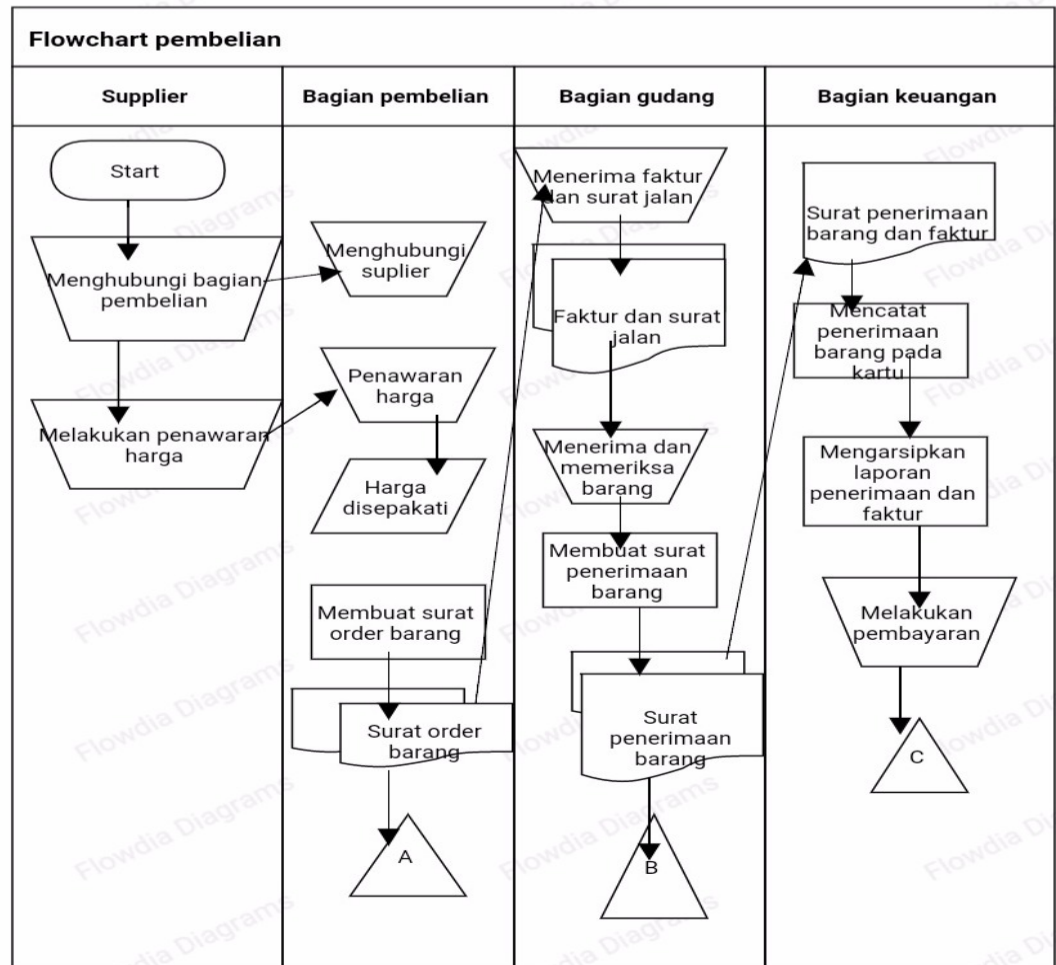 Flowchart pembelian
Supplier
Bagian pembelian
Bagian gudang
Bagian keuangan
Start
Menghubungi bagian
pembelian
Melakukan penawaran
harga
Menghubungi
suplier
Penawaran
harga
Harga
disepakati
Membuat surat
order barang
Surat order
barang
A
Menerima faktur
dan surat jalan
Faktur dan surat
jalan
Menerima dan
memeriksa
barang
Membuat surat
penerimaan
barang
Surat
penerimaan
barang
B
Surat penerimaan
barang dan faktur
Mencatat
penerimaan
barang pada
kartu
Mengarsipkan
laporan
penerimaan dan
faktur
Melakukan
pembayaran
C
Flowdia Diagrams